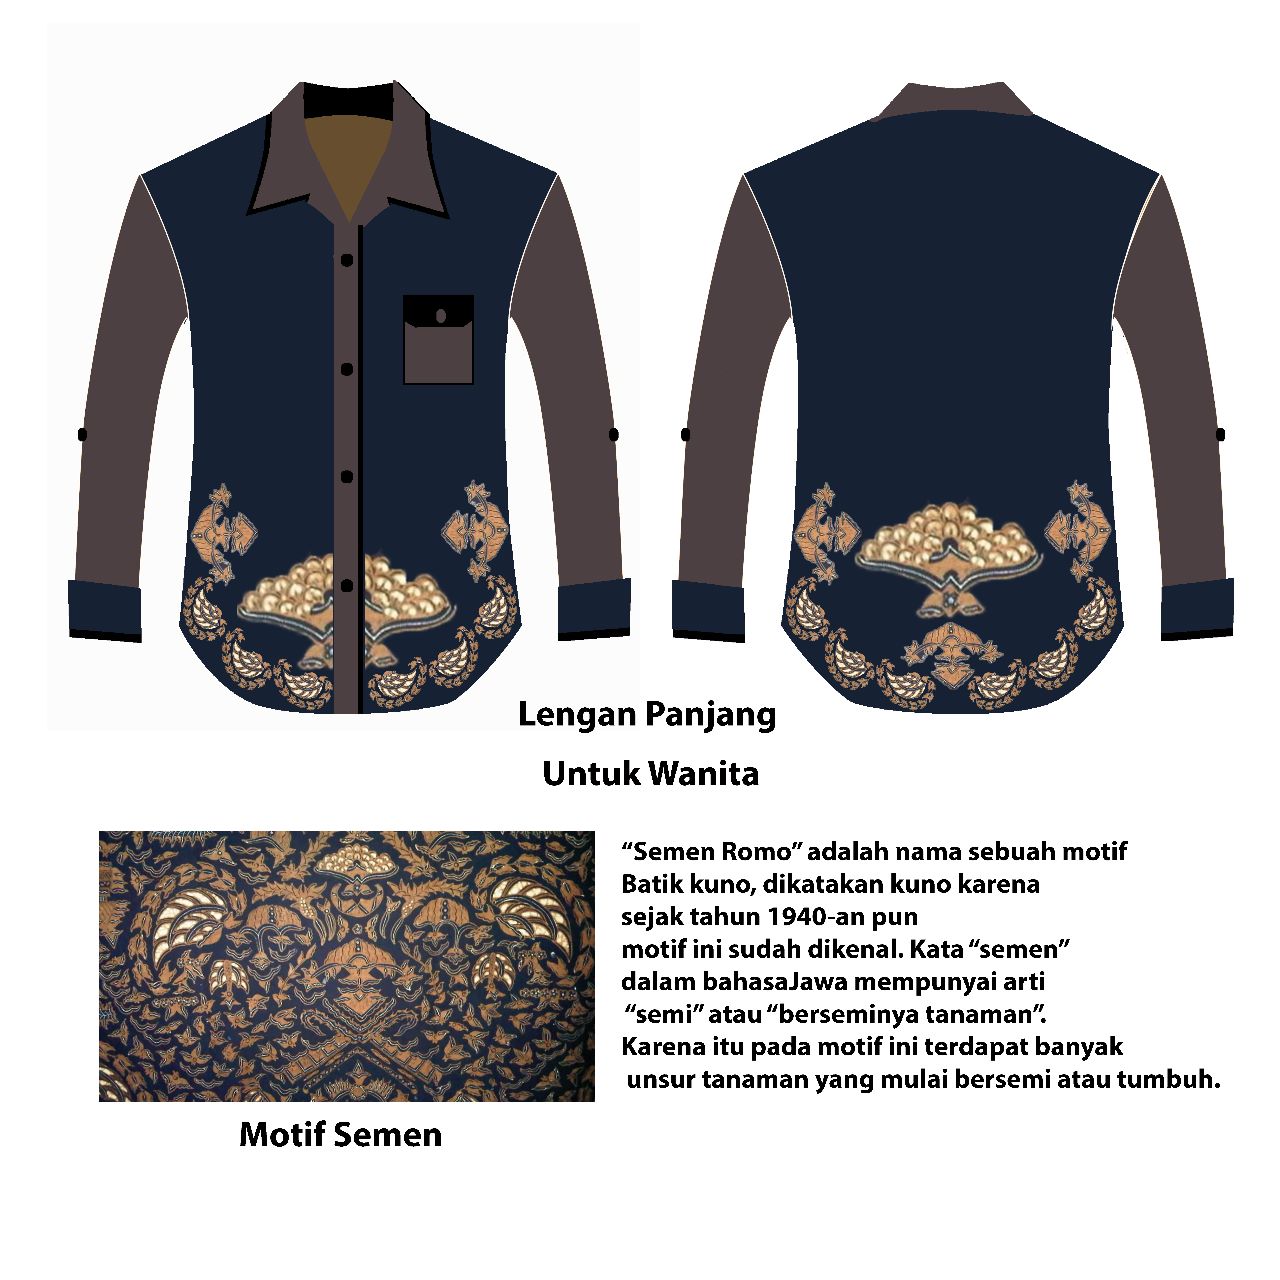 Lengan Panjang
Untuk Wanita
“Semen Romo” adalah nama sebuah motif
Batik kuno, dikatakan kuno karena
sejak tahun 1940-an pun
motif ini sudah dikenal. Kata “semen”
dalam bahasaJawa mempunyai arti
“semi” atau “berseminya tanaman”.
Karena itu pada motif ini terdapat banyak
unsur tanaman yang mulai bersemi atau tumbuh.
Motif Semen